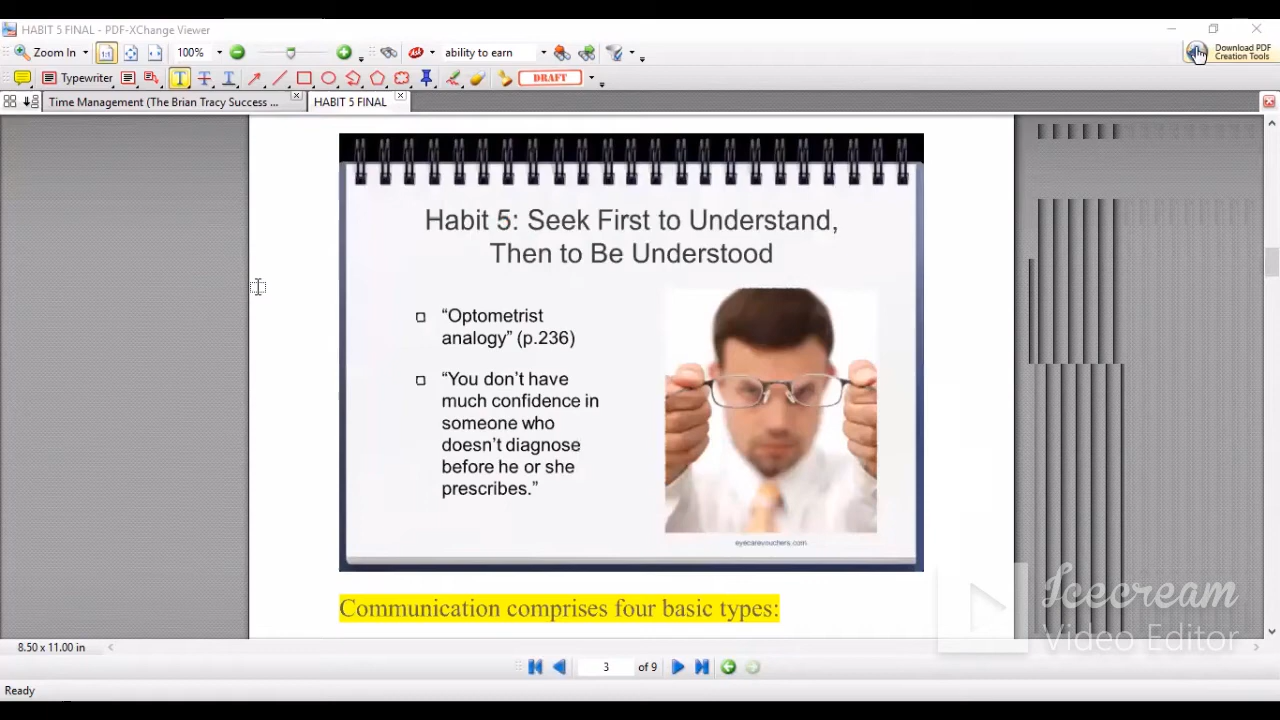 HABIT 5 FINAL - PDF-XChange Viewer
Zoom In 100% ability to earn Download PDF
Creation Tools
Typewriter DRAFT
Time Management (The Brian Tracy Success ... HABIT 5 FINAL
Habit 5: Seek First to Understand,
Then to Be Understood
“Optometrist
analogy” (p.236)
“You don’t have
much confidence in
someone who
doesn’t diagnose
before he or she
prescribes.”
eyecarevouchers.com
Communication comprises four basic types:
Icecream
Video Editor
8.50 x 11.00 in
3 of 9
Ready